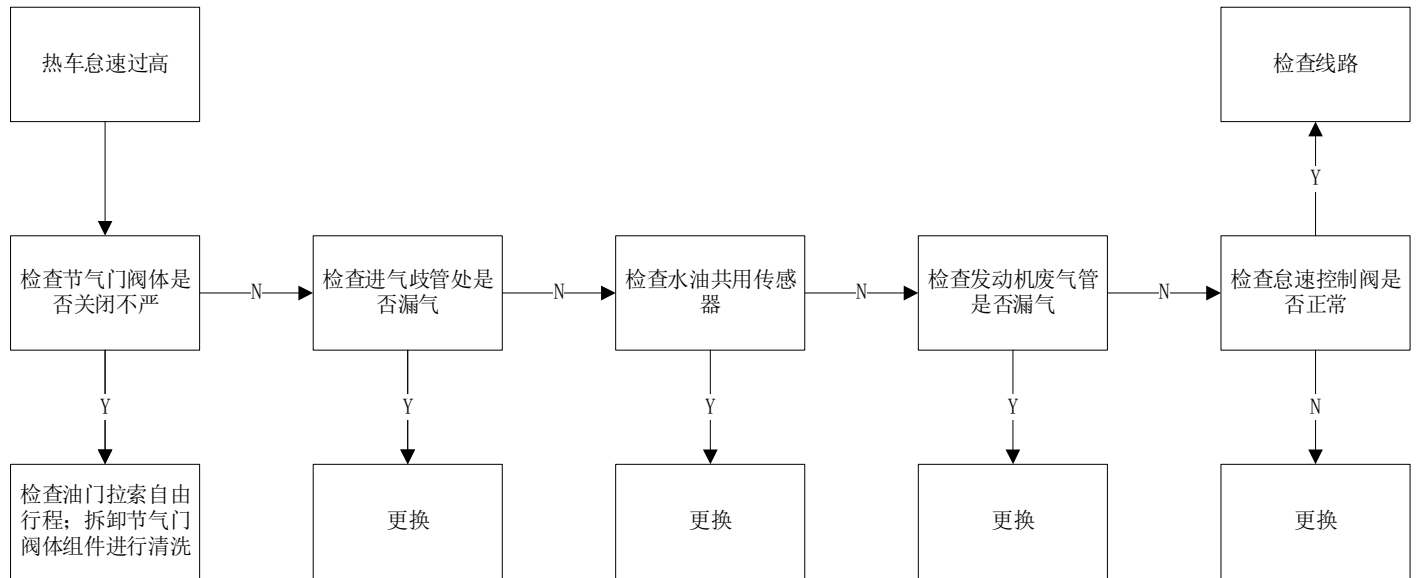 热车怠速过高
检查线路
Y
检查节气门阀体是
否关闭不严
N
检查进气歧管处是
否漏气
N
检查水油共用传感
器
N
检查发动机废气管
是否漏气
N
检查怠速控制阀是
否正常
Y
Y
Y
Y
N
检查油门拉索自由
行程；拆卸节气门
阀体组件进行清洗
更换
更换
更换
更换